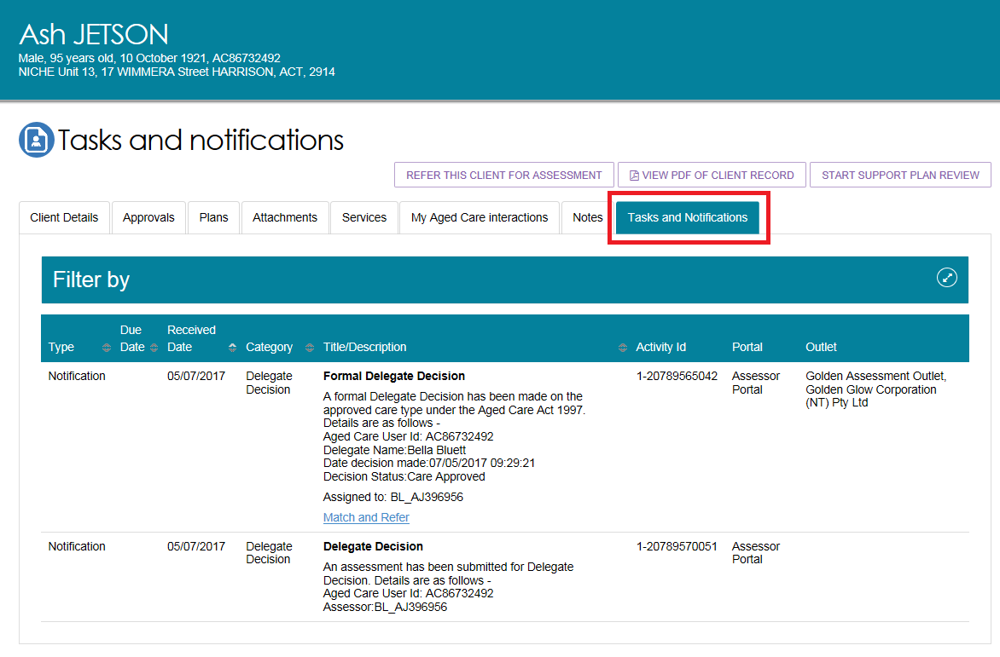 Ash JETSON
Male, 95 years old, 10 October 1921, AC86732492
NICHE Unit 13, 17 WIMMERA Street HARRISON, ACT, 2914
Tasks and notifications
REFER THIS CLIENT FOR ASSESSMENT
VIEW PDF OF CLIENT RECORD
START SUPPORT PLAN REVIEW
Client Details
Approvals
Plans
Attachments
Services
My Aged Care interactions
Notes
Tasks and Notifications
Filter by
Type
Due
Date
Received
Date
Category
Title/Description
Activity Id
Portal
Outlet
Notification
05/07/2017
Delegate
Decision
Formal Delegate Decision
A formal Delegate Decision has been made on the
approved care type under the Aged Care Act 1997.
Details are as follows -
Aged Care User Id: AC86732492
Delegate Name:Bella Bluett
Date decision made:07/05/2017 09:29:21
Decision Status:Care Approved
Assigned to: BL_AJ396956
Match and Refer
1-20789565042
Assessor
Portal
Golden Assessment Outlet,
Golden Glow Corporation
(NT) Pty Ltd
Notification
05/07/2017
Delegate
Decision
Delegate Decision
An assessment has been submitted for Delegate
Decision. Details are as follows -
Aged Care User Id: AC86732492
Assessor:BL_AJ396956
1-20789570051
Assessor
Portal